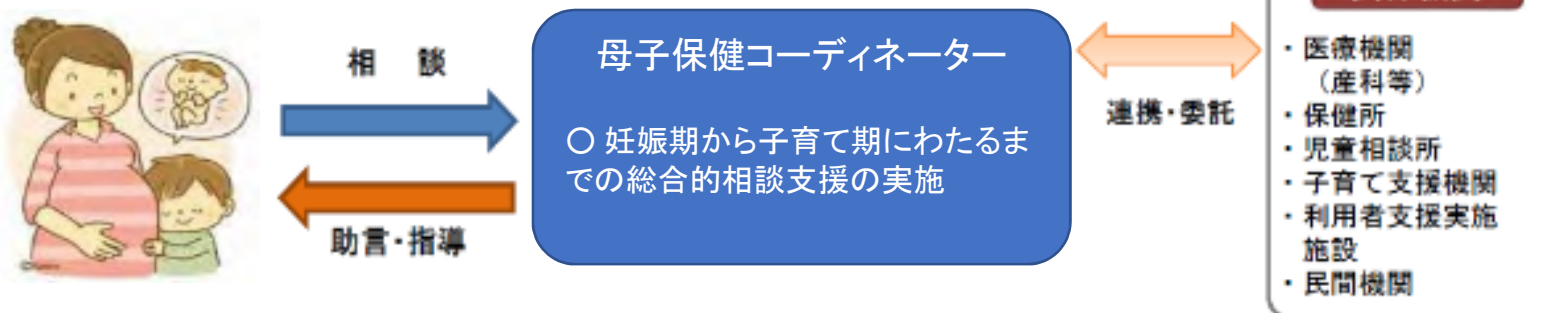 相　談
助言・指導
母子保健コーディネーター
〇 妊娠期から子育て期にわたるま
での総合的相談支援の実施
連携・委託
・医療機関
（産科等）
・保健所
・児童相談所
・子育て支援機関
・利用者支援実施
施設
・民間機関